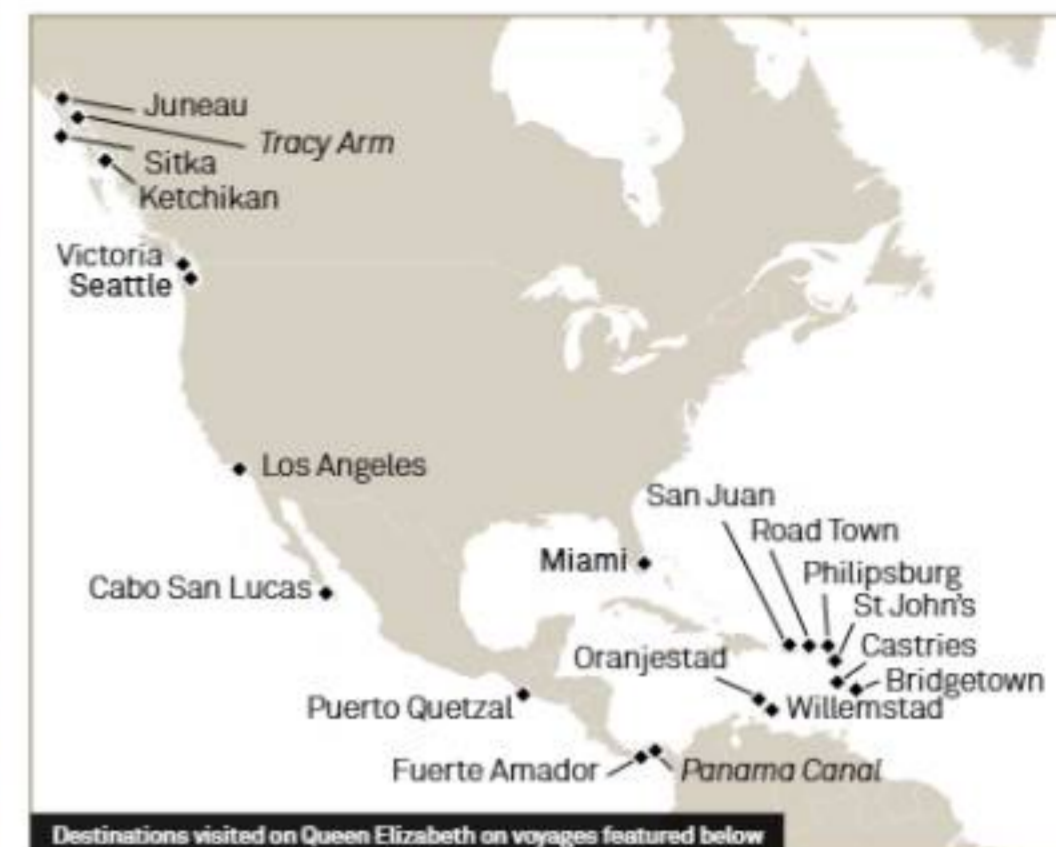 Juneau
Tracy Arm
Sitka
Ketchikan
Victoria
Seattle
Los Angeles
San Juan
Road Town
Miami
Philipsburg
Cabo San Lucas
St John's
Castries
Oranjestad
Bridgetown
Puerto Quetzal
Willemstad
Fuerte Amador
Panama Canal
Destinations visited on Queen Elizabeth on voyages featured below